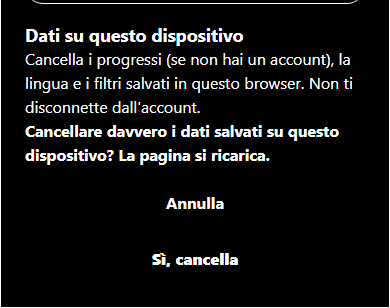 Dati su questo dispositivo
Cancella i progressi (se non hai un account), la
lingua e i filtri salvati in questo browser. Non ti
disconnette dall'account.
Cancellare davvero i dati salvati su questo
dispositivo? La pagina si ricarica.
Annulla
Sì, cancella